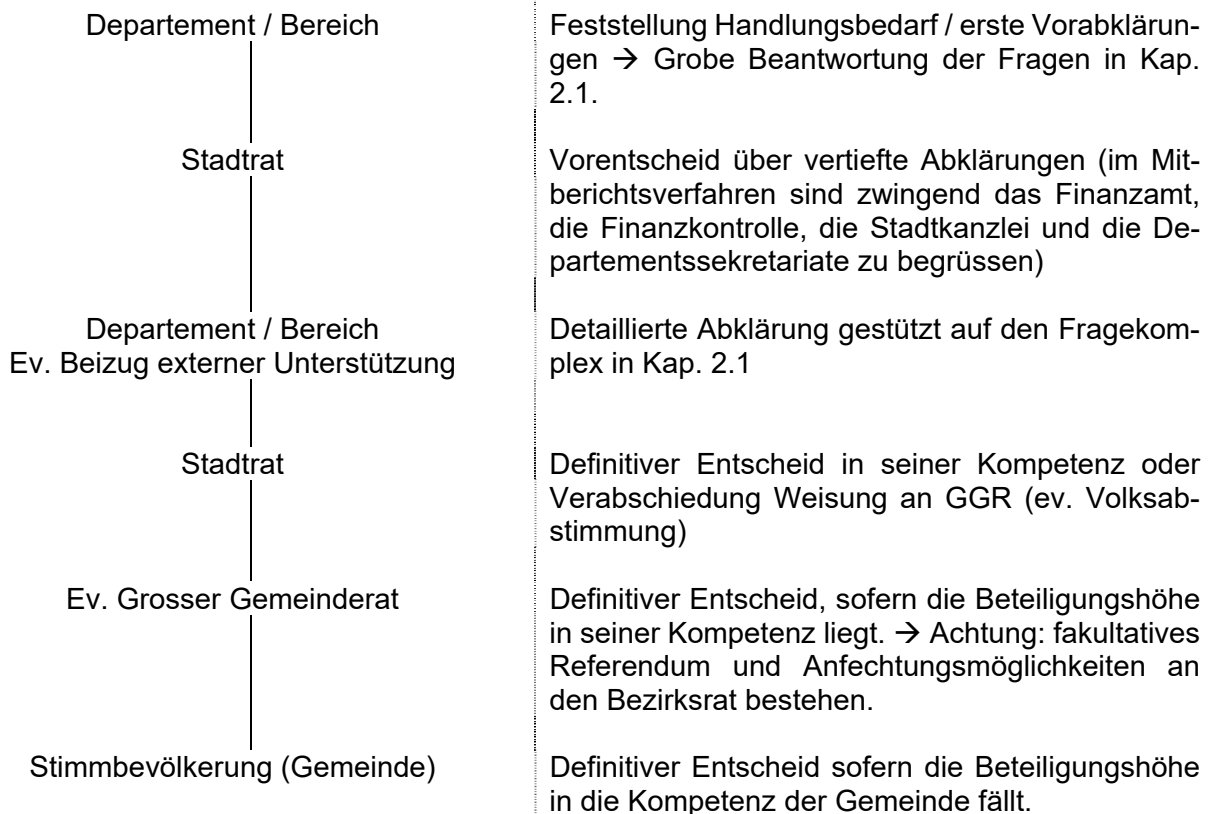 Departement / Bereich
Feststellung Handlungsbedarf / erste Vorabklärun-
gen → Grobe Beantwortung der Fragen in Kap.
2.1.
Stadtrat
Vorentscheid über vertiefte Abklärungen (im Mit-
berichtsverfahren sind zwingend das Finanzamt,
die Finanzkontrolle, die Stadtkanzlei und die De-
partementssekretariate zu begrüssen)
Departement / Bereich
Ev. Beizug externer Unterstützung
Detaillierte Abklärung gestützt auf den Fragekom-
plex in Kap. 2.1
Stadtrat
Definitiver Entscheid in seiner Kompetenz oder
Verabschiedung Weisung an GGR (ev. Volksab-
stimmung)
Ev. Grosser Gemeinderat
Definitiver Entscheid, sofern die Beteiligungshöhe
in seiner Kompetenz liegt. → Achtung: fakultatives
Referendum und Anfechtungsmöglichkeiten an
den Bezirksrat bestehen.
Stimmbevölkerung (Gemeinde)
Definitiver Entscheid sofern die Beteiligungshöhe
in die Kompetenz der Gemeinde fällt.